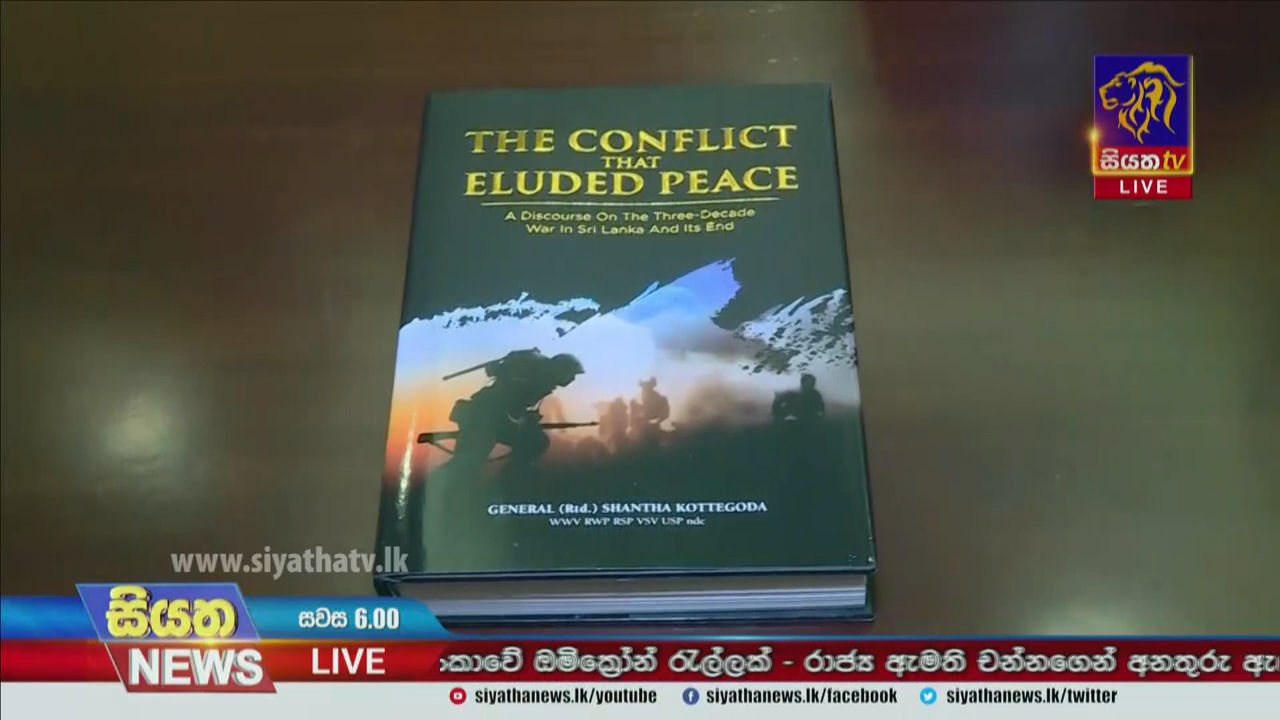 THE CONFLICT
THAT
ELUDED PEACE
A Discourse On The Three-Decade
War In Sri Lanka And Its End
GENERAL (Rtd.) SHANTHA KOTTEGODA
WWV RWP RSP VSV USP ndc
සියත tv
LIVE
www.siyathatv.lk
සියත
NEWS
සවස 6.00
LIVE
කාවේ ඔමික්‍රෝන් රැල්ලක් - රාජ්‍ය ඇමති චන්නගෙන් අනතුරු ඇ
siyathanews.lk/youtube
siyathanews.lk/facebook
siyathanews.lk/twitter